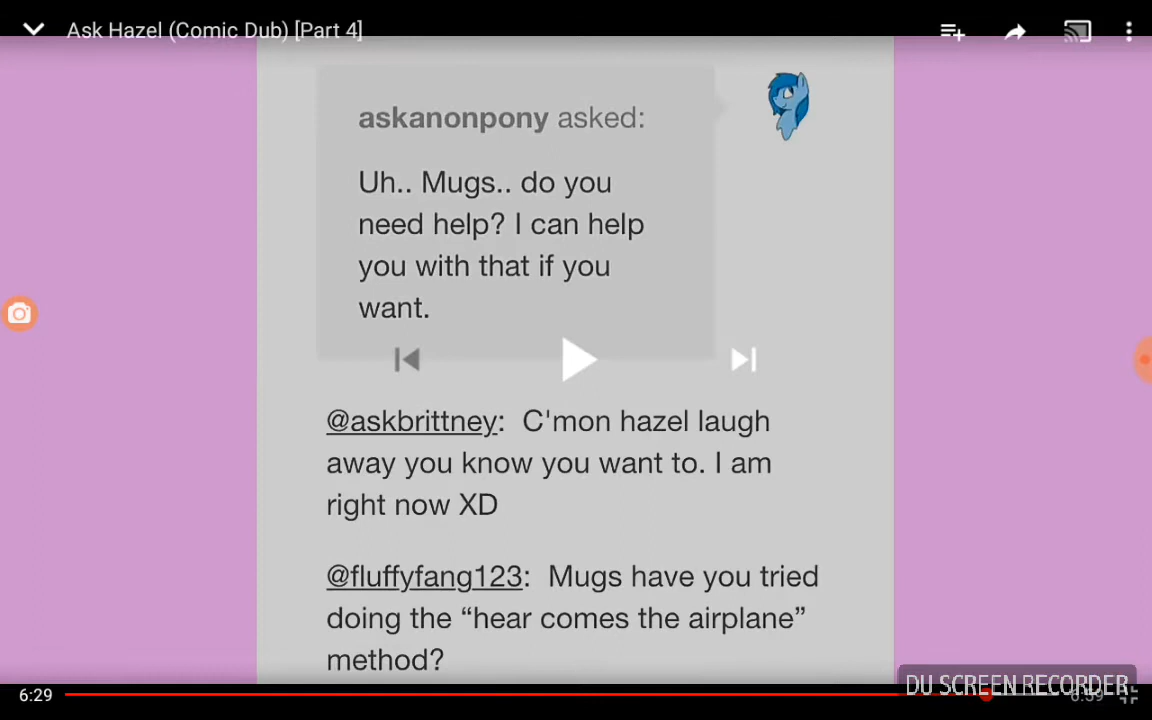 Ask Hazel (Comic Dub) [Part 4]
askanonpony asked:
Uh.. Mugs.. do you
need help? I can help
you with that if you
want.
@askbrittney: C'mon hazel laugh
away you know you want to. I am
right now XD
@fluffyfang123: Mugs have you tried
doing the “hear comes the airplane”
method?
6:29
DU SCREEN RECORDER
6:59